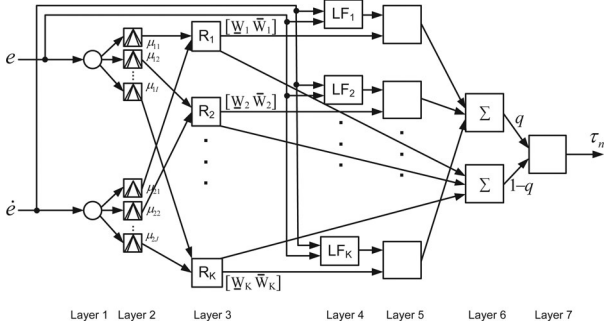 e
ė
μ11
μ12
μ1I
μ21
μ22
μ2J
R1
R2
RK
[W̲1 W̄1]
[W̲2 W̄2]
[W̲K W̄K]
LF1
LF2
LFK
Σ
Σ
q
1-q
τn
Layer 1 Layer 2 Layer 3 Layer 4 Layer 5 Layer 6 Layer 7